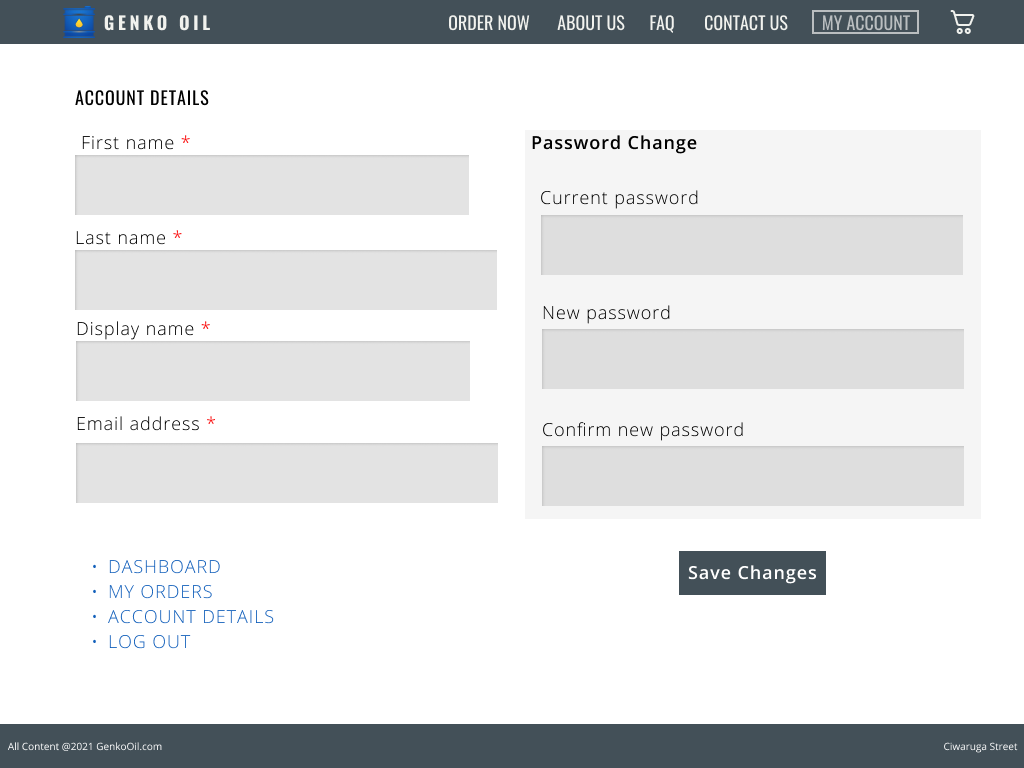 GENKO OIL
ORDER NOW ABOUT US FAQ CONTACT US MY ACCOUNT
ACCOUNT DETAILS
First name *
Last name *
Display name *
Email address *
Password Change
Current password
New password
Confirm new password
• DASHBOARD
• MY ORDERS
• ACCOUNT DETAILS
• LOG OUT
Save Changes
All Content @2021 GenkoOil.com
Ciwaruga Street